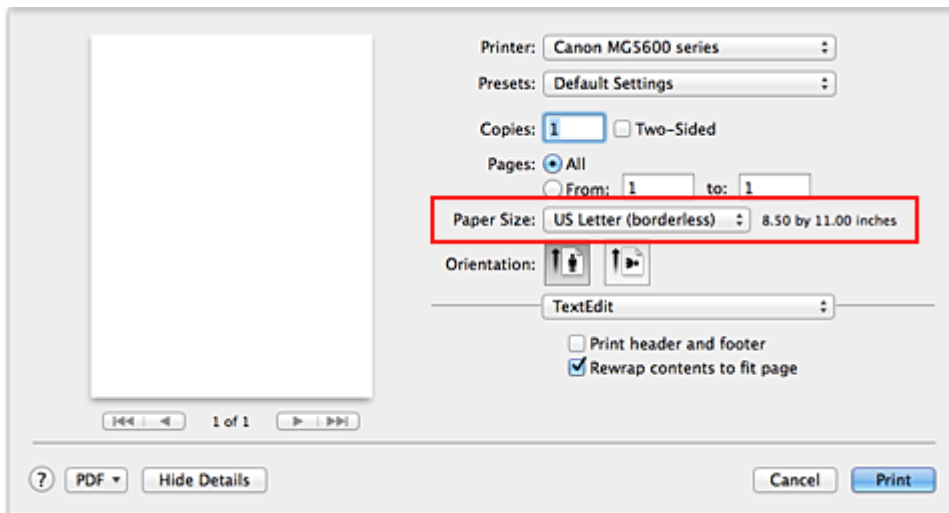 Printer: Canon MG5600 series
Presets: Default Settings
Copies: 1 Two-Sided
Pages: All
From: 1 to: 1
Paper Size: US Letter (borderless) 8.50 by 11.00 inches
Orientation:
TextEdit
Print header and footer
Rewrap contents to fit page
1 of 1
? PDF Hide Details Cancel Print